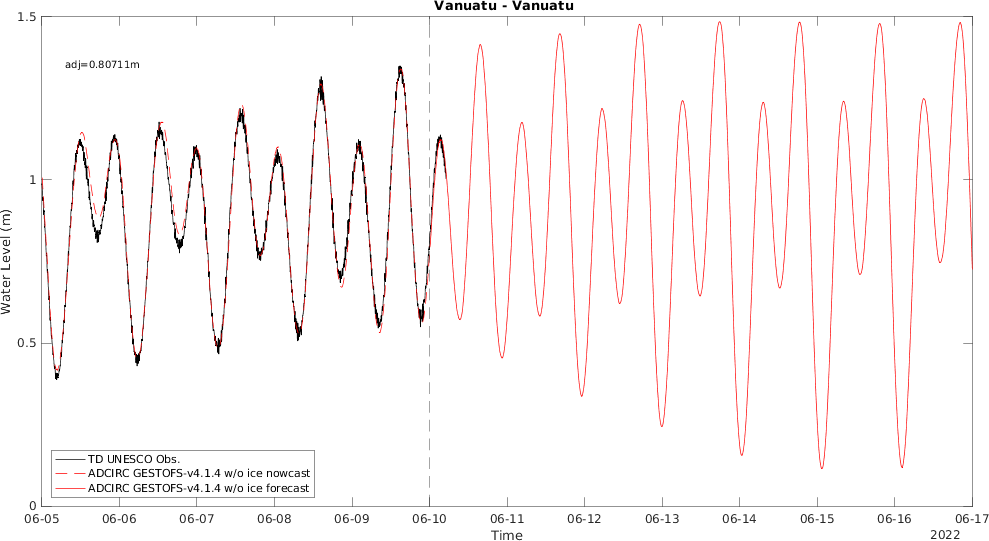 Vanuatu - Vanuatu
1.5
adj=0.80711m
1
Water Level (m)
0.5
TD UNESCO Obs.
ADCIRC GESTOFS-v4.1.4 w/o ice nowcast
ADCIRC GESTOFS-v4.1.4 w/o ice forecast
0
06-05 06-06 06-07 06-08 06-09 06-10 06-11 06-12 06-13 06-14 06-15 06-16 06-17
Time
2022